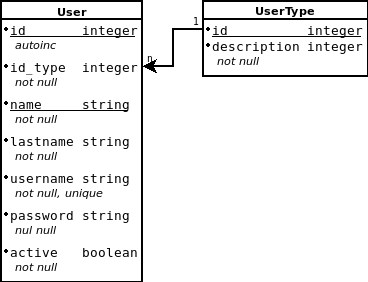 User
id integer
autoinc
id_type integer
not null
name string
not null
lastname string
not null
username string
not null, unique
password string
nul null
active boolean
not null
n
1
UserType
id integer
description integer
not null